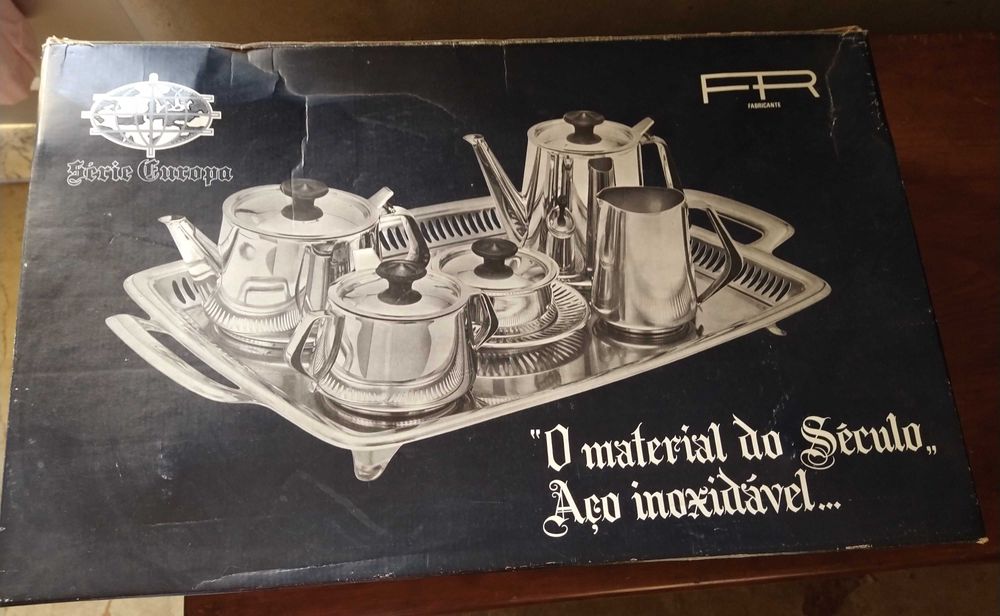 Série Europa
FR
FABRICANTE
"O material do Século„
Aço inoxidável...